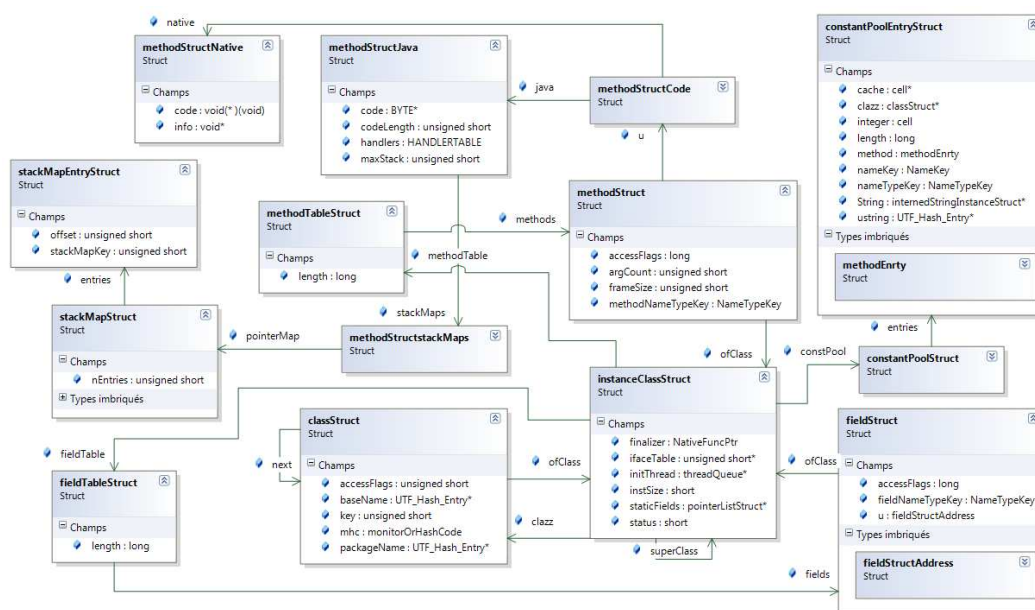 native
methodStructNative
Struct
Champs
code : void(* )(void)
info : void*
methodStructJava
Struct
Champs
code : BYTE*
codeLength : unsigned short
handlers : HANDLERTABLE
maxStack : unsigned short
java
methodStructCode
Struct
u
constantPoolEntryStruct
Struct
Champs
cache : cell*
clazz : classStruct*
integer : cell
length : long
method : methodEnrty
nameKey : NameKey
nameTypeKey : NameTypeKey
String : internedStringInstanceStruct*
ustring : UTF_Hash_Entry*
Types imbriqués
methodEnrty
Struct
stackMapEntryStruct
Struct
Champs
offset : unsigned short
stackMapKey : unsigned short
entries
methodTableStruct
Struct
Champs
length : long
methods
methodTable
methodStruct
Struct
Champs
accessFlags : long
argCount : unsigned short
frameSize : unsigned short
methodNameTypeKey : NameTypeKey
stackMaps
stackMapStruct
Struct
Champs
nEntries : unsigned short
Types imbriqués
pointerMap
methodStructstackMaps
Struct
ofClass
constPool
entries
constantPoolStruct
Struct
fieldTable
fieldTableStruct
Struct
Champs
length : long
next
classStruct
Struct
Champs
accessFlags : unsigned short
baseName : UTF_Hash_Entry*
key : unsigned short
mhc : monitorOrHashCode
packageName : UTF_Hash_Entry*
ofClass
clazz
instanceClassStruct
Struct
Champs
finalizer : NativeFuncPtr
ifaceTable : unsigned short*
initThread : threadQueue*
instSize : short
staticFields : pointerListStruct*
status : short
superClass
ofClass
fieldStruct
Struct
Champs
accessFlags : long
fieldNameTypeKey : NameTypeKey
u : fieldStructAddress
Types imbriqués
fieldStructAddress
Struct
fields